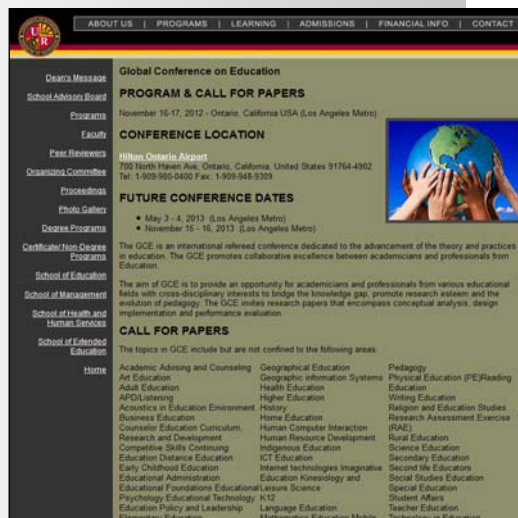 ABOUT US | PROGRAMS | LEARNING | ADMISSIONS | FINANCIAL INFO | CONTACT
UR
Dean's Message
School Advisory Board
Programs
Faculty
Peer Reviewers
Organizing Committee
Proceedings
Photo Gallery
Degree Programs
Certificate/ Non-Degree
Programs
School of Education
School of Management
School of Health and
Human Services
School of Extended
Education
Home
Global Conference on Education
PROGRAM & CALL FOR PAPERS
November 16-17, 2012 - Ontario, California USA (Los Angeles Metro)
CONFERENCE LOCATION
Hilton Ontario Airport
700 North Haven Ave, Ontario, California, United States 91764-4902
Tel: 1-909-980-0400 Fax: 1-909-948-9309
FUTURE CONFERENCE DATES
May 3 - 4, 2013 (Los Angeles Metro)
November 15 - 16, 2013 (Los Angeles Metro)
The GCE is an international refereed conference dedicated to the advancement of the theory and practices
in education. The GCE promotes collaborative excellence between academicians and professionals from
Education.
The aim of GCE is to provide an opportunity for academicians and professionals from various educational
fields with cross-disciplinary interests to bridge the knowledge gap, promote research esteem and the
evolution of pedagogy. The GCE invites research papers that encompass conceptual analysis, design
implementation and performance evaluation.
CALL FOR PAPERS
The topics in GCE include but are not confined to the following areas:
Academic Advising and Counseling
Art Education
Adult Education
APD/Listening
Acoustics in Education Environment
Business Education
Counselor Education Curriculum,
Research and Development
Competitive Skills Continuing
Education Distance Education
Early Childhood Education
Educational Administration
Educational Foundations Educational
Psychology Educational Technology
Education Policy and Leadership
Elementary Education
Geographical Education
Geographic information Systems
Health Education
Higher Education
History
Home Education
Human Computer Interaction
Human Resource Development
Indigenous Education
ICT Education
Internet technologies Imaginative
Education Kinesiology and
Leisure Science
K12
Language Education
Mathematics Education Mobile
Pedagogy
Physical Education (PE)Reading
Education
Writing Education
Religion and Education Studies
Research Assessment Exercise
(RAE)
Rural Education
Science Education
Secondary Education
Second life Educators
Social Studies Education
Special Education
Student Affairs
Teacher Education
Technology in Education